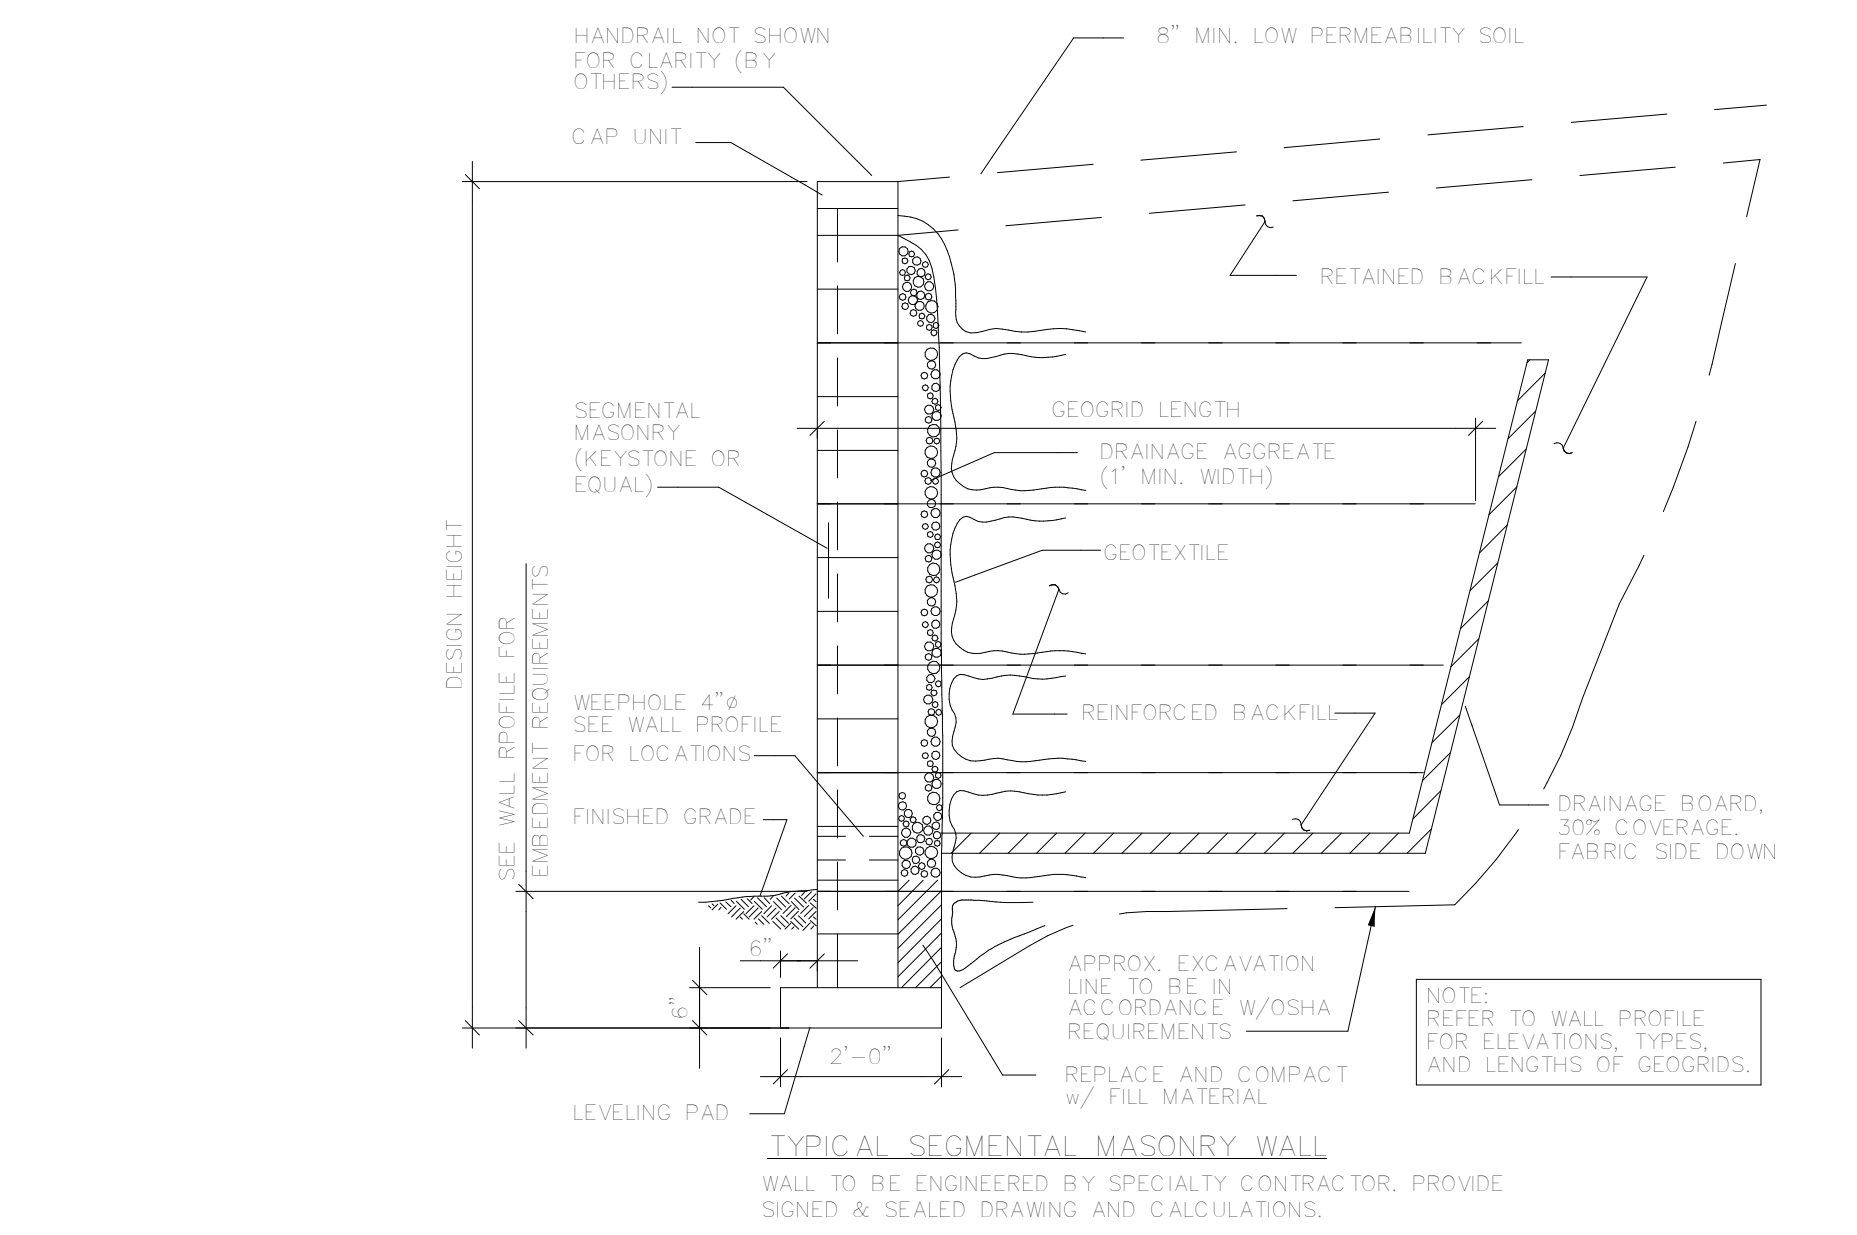 HANDRAIL NOT SHOWN
FOR CLARITY (BY
OTHERS)
8" MIN. LOW PERMEABILITY SOIL
CAP UNIT
RETAINED BACKFILL
SEGMENTAL
MASONRY
(KEYSTONE OR
EQUAL)
GEOGRID LENGTH
DRAINAGE AGGREATE
(1' MIN. WIDTH)
GEOTEXTILE
DESIGN HEIGHT
SEE WALL RPOFILE FOR
EMBEDMENT REQUIREMENTS
WEEPHOLE 4"ø
SEE WALL PROFILE
FOR LOCATIONS
REINFORCED BACKFILL
FINISHED GRADE
DRAINAGE BOARD,
30% COVERAGE.
FABRIC SIDE DOWN
6"
6"
2'-0"
APPROX. EXCAVATION
LINE TO BE IN
ACCORDANCE W/OSHA
REQUIREMENTS
NOTE:
REFER TO WALL PROFILE
FOR ELEVATIONS, TYPES,
AND LENGTHS OF GEOGRIDS.
REPLACE AND COMPACT
w/ FILL MATERIAL
LEVELING PAD
TYPICAL SEGMENTAL MASONRY WALL
WALL TO BE ENGINEERED BY SPECIALTY CONTRACTOR. PROVIDE
SIGNED & SEALED DRAWING AND CALCULATIONS.